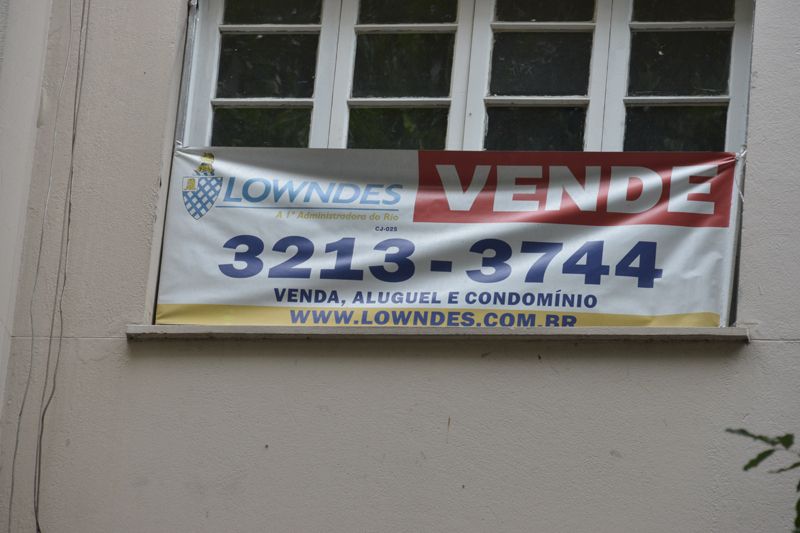 LOWNDES
A 1ª Administradora do Rio
CJ-025
VENDE
3213-3744
VENDA, ALUGUEL E CONDOMÍNIO
WWW.LOWNDES.COM.BR